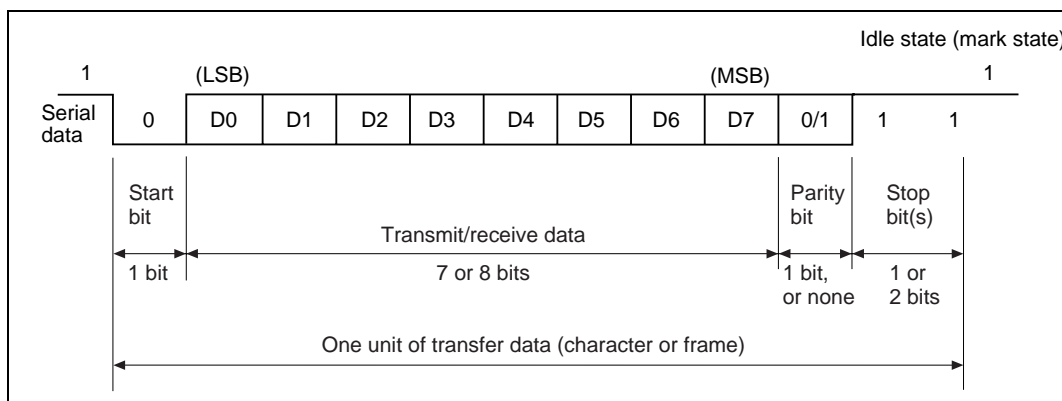 Idle state (mark state)
1 (LSB) (MSB) 1
Serial data 0 D0 D1 D2 D3 D4 D5 D6 D7 0/1 1 1
Start bit
Parity bit
Stop bit(s)
Transmit/receive data
1 bit
7 or 8 bits
1 bit, or none
1 or 2 bits
One unit of transfer data (character or frame)